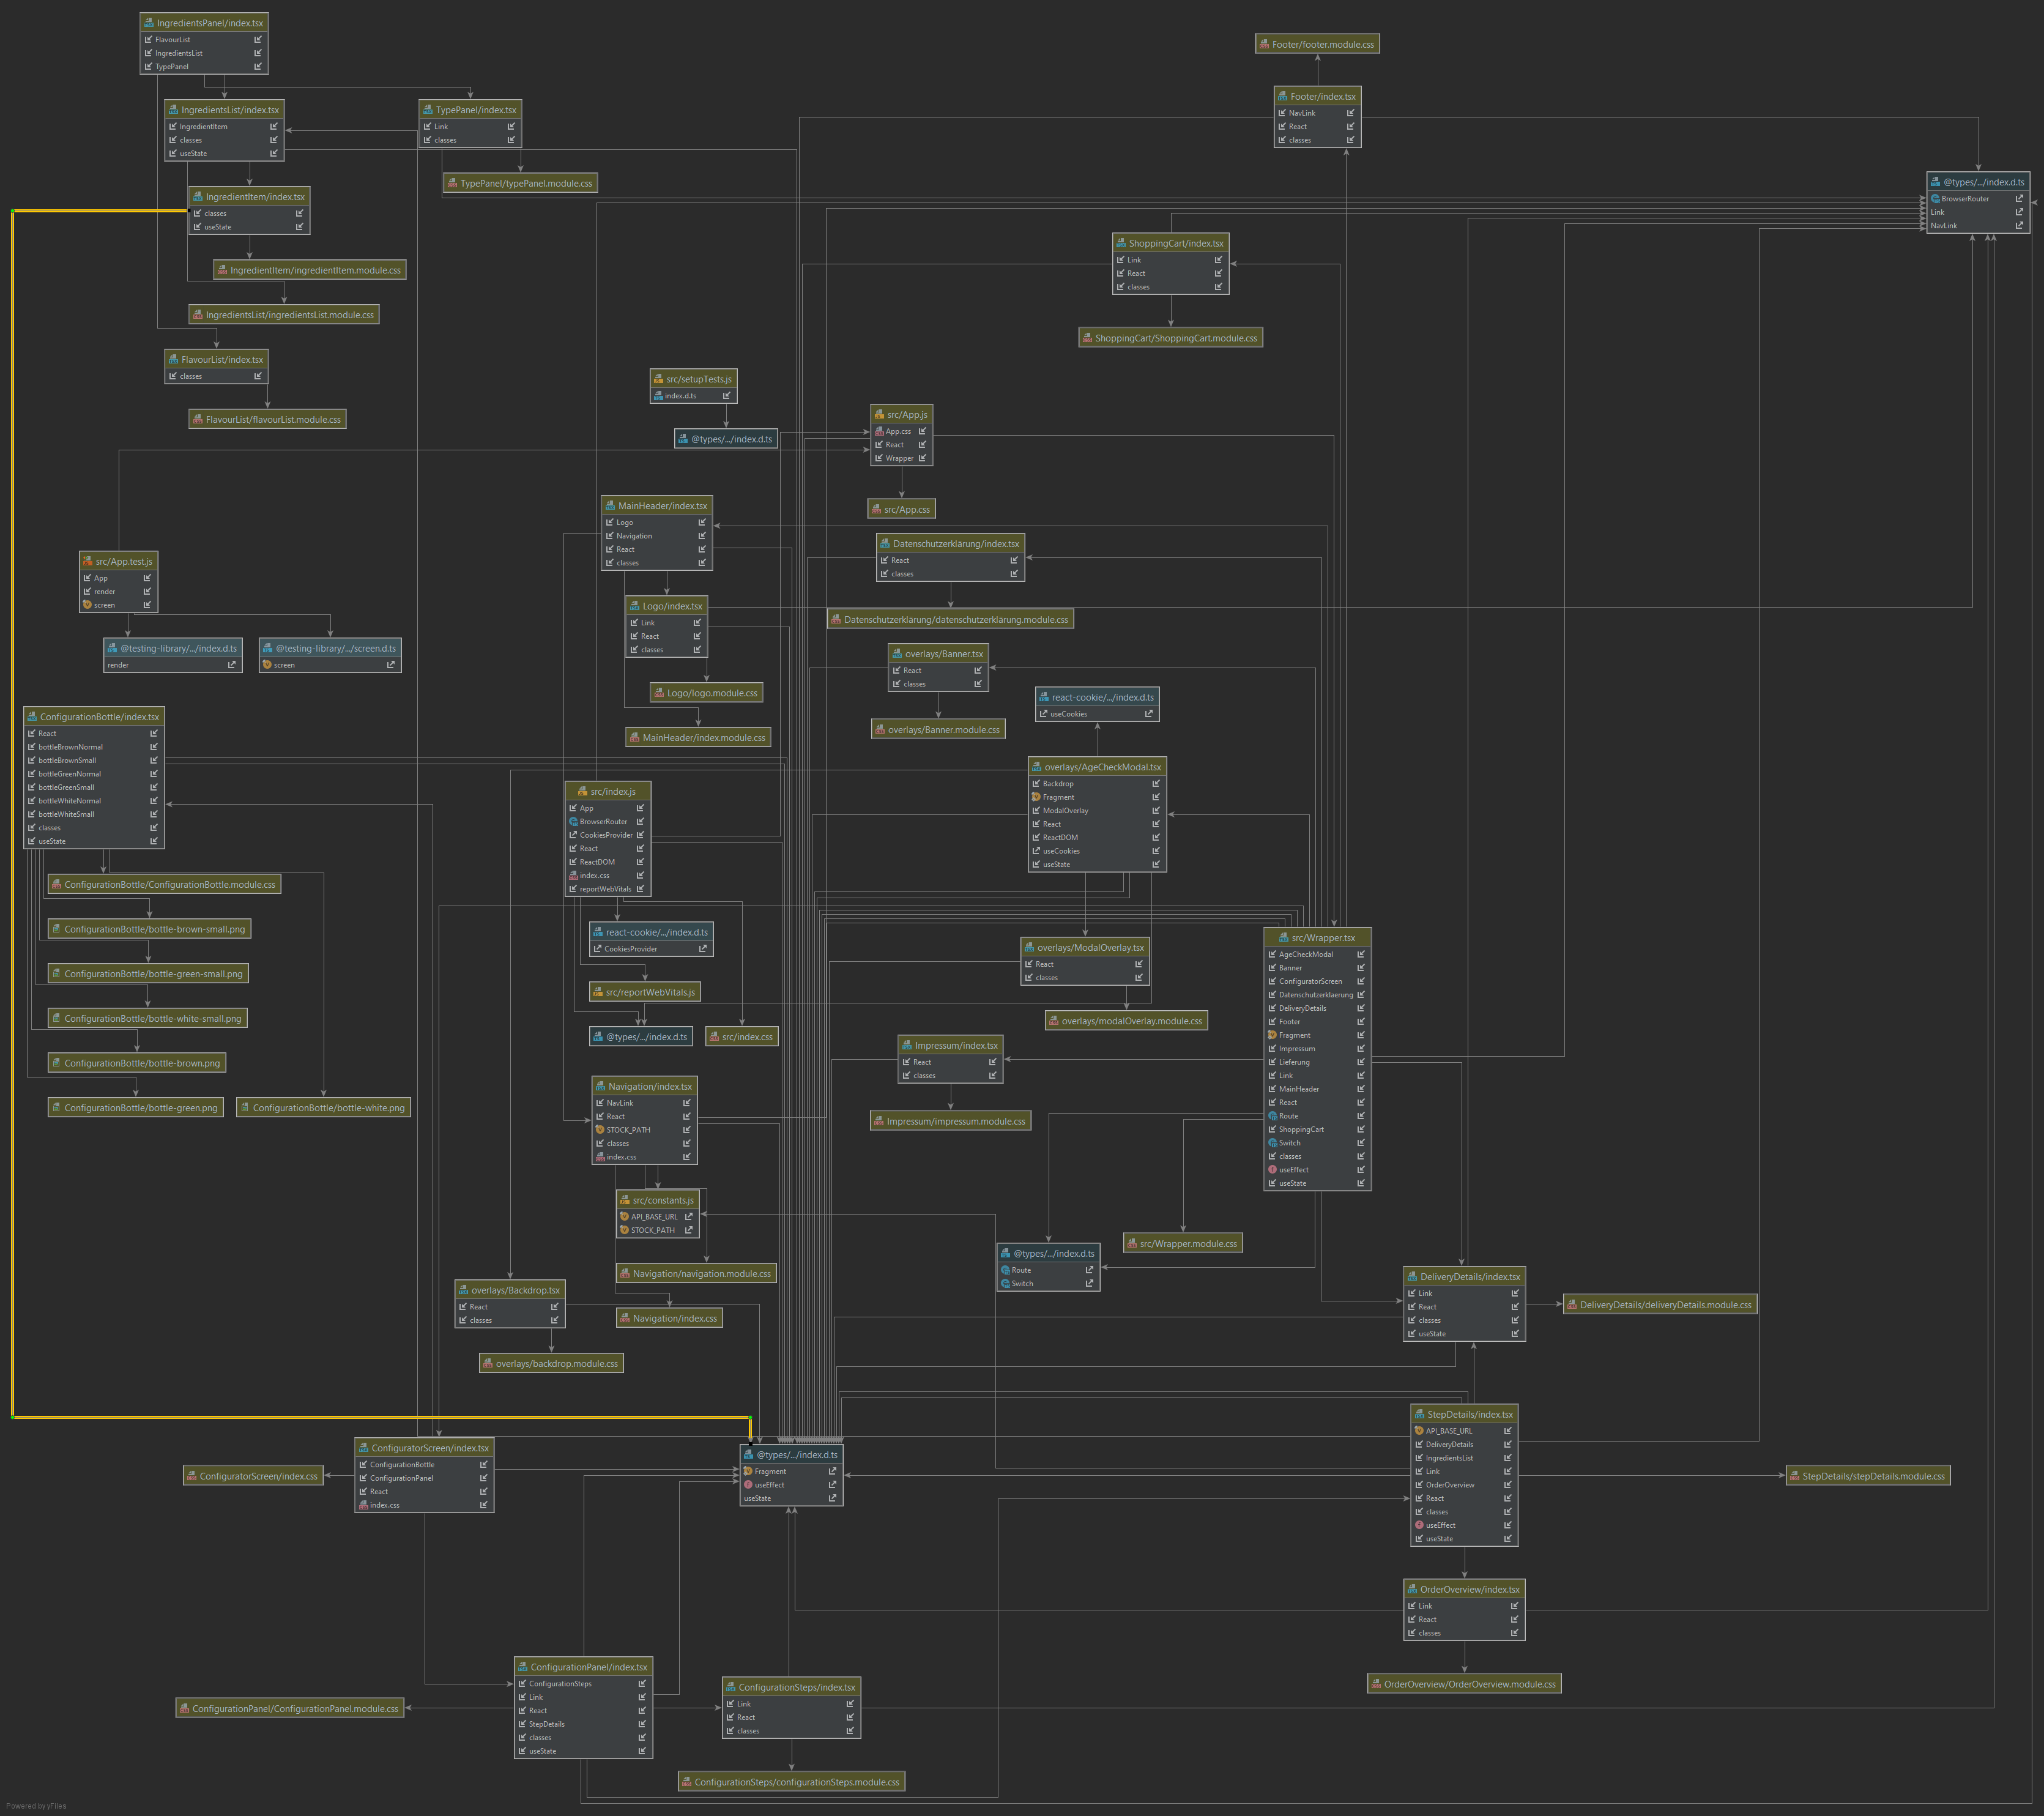 IngredientsPanel/index.tsx
FlavourList
IngredientsList
TypePanel
Footer/footer.module.css
Footer/index.tsx
NavLink
React
classes
IngredientsList/index.tsx
IngredientItem
classes
useState
TypePanel/index.tsx
Link
classes
TypePanel/typePanel.module.css
@types/.../index.d.ts
BrowserRouter
Link
NavLink
IngredientItem/index.tsx
classes
useState
IngredientItem/ingredientItem.module.css
IngredientsList/ingredientsList.module.css
ShoppingCart/index.tsx
Link
React
classes
ShoppingCart/ShoppingCart.module.css
FlavourList/index.tsx
classes
FlavourList/flavourList.module.css
src/setupTests.js
index.d.ts
@types/.../index.d.ts
src/App.js
App.css
React
Wrapper
src/App.css
MainHeader/index.tsx
Logo
Navigation
React
classes
Datenschutzerklärung/index.tsx
React
classes
Datenschutzerklärung/datenschutzerklärung.module.css
src/App.test.js
App
render
screen
@testing-library/.../index.d.ts
render
@testing-library/.../screen.d.ts
screen
Logo/index.tsx
Link
React
classes
Logo/logo.module.css
MainHeader/index.module.css
overlays/Banner.tsx
React
classes
overlays/Banner.module.css
react-cookie/.../index.d.ts
useCookies
ConfigurationBottle/index.tsx
React
bottleBrownNormal
bottleBrownSmall
bottleGreenNormal
bottleGreenSmall
bottleWhiteNormal
bottleWhiteSmall
classes
useState
ConfigurationBottle/ConfigurationBottle.module.css
ConfigurationBottle/bottle-brown-small.png
ConfigurationBottle/bottle-green-small.png
ConfigurationBottle/bottle-white-small.png
ConfigurationBottle/bottle-brown.png
ConfigurationBottle/bottle-green.png
ConfigurationBottle/bottle-white.png
overlays/AgeCheckModal.tsx
Backdrop
Fragment
ModalOverlay
React
ReactDOM
useCookies
useState
src/index.js
App
BrowserRouter
CookiesProvider
React
ReactDOM
index.css
reportWebVitals
react-cookie/.../index.d.ts
CookiesProvider
src/reportWebVitals.js
@types/.../index.d.ts
src/index.css
overlays/ModalOverlay.tsx
React
classes
overlays/modalOverlay.module.css
src/Wrapper.tsx
AgeCheckModal
Banner
ConfiguratorScreen
Datenschutzerklaerung
DeliveryDetails
Footer
Fragment
Impressum
Lieferung
Link
MainHeader
React
Route
ShoppingCart
Switch
classes
useEffect
useState
Impressum/index.tsx
React
classes
Impressum/impressum.module.css
Navigation/index.tsx
NavLink
React
STOCK_PATH
classes
index.css
src/constants.js
API_BASE_URL
STOCK_PATH
Navigation/navigation.module.css
Navigation/index.css
src/Wrapper.module.css
@types/.../index.d.ts
Route
Switch
overlays/Backdrop.tsx
React
classes
overlays/backdrop.module.css
DeliveryDetails/index.tsx
Link
React
classes
useState
DeliveryDetails/deliveryDetails.module.css
StepDetails/index.tsx
API_BASE_URL
DeliveryDetails
IngredientsList
Link
OrderOverview
React
classes
useEffect
useState
StepDetails/stepDetails.module.css
ConfiguratorScreen/index.tsx
ConfigurationBottle
ConfigurationPanel
React
index.css
ConfiguratorScreen/index.css
@types/.../index.d.ts
Fragment
useEffect
useState
OrderOverview/index.tsx
Link
React
classes
OrderOverview/OrderOverview.module.css
ConfigurationPanel/index.tsx
ConfigurationSteps
Link
React
StepDetails
classes
useState
ConfigurationPanel/ConfigurationPanel.module.css
ConfigurationSteps/index.tsx
Link
React
classes
ConfigurationSteps/configurationSteps.module.css
Powered by yFiles